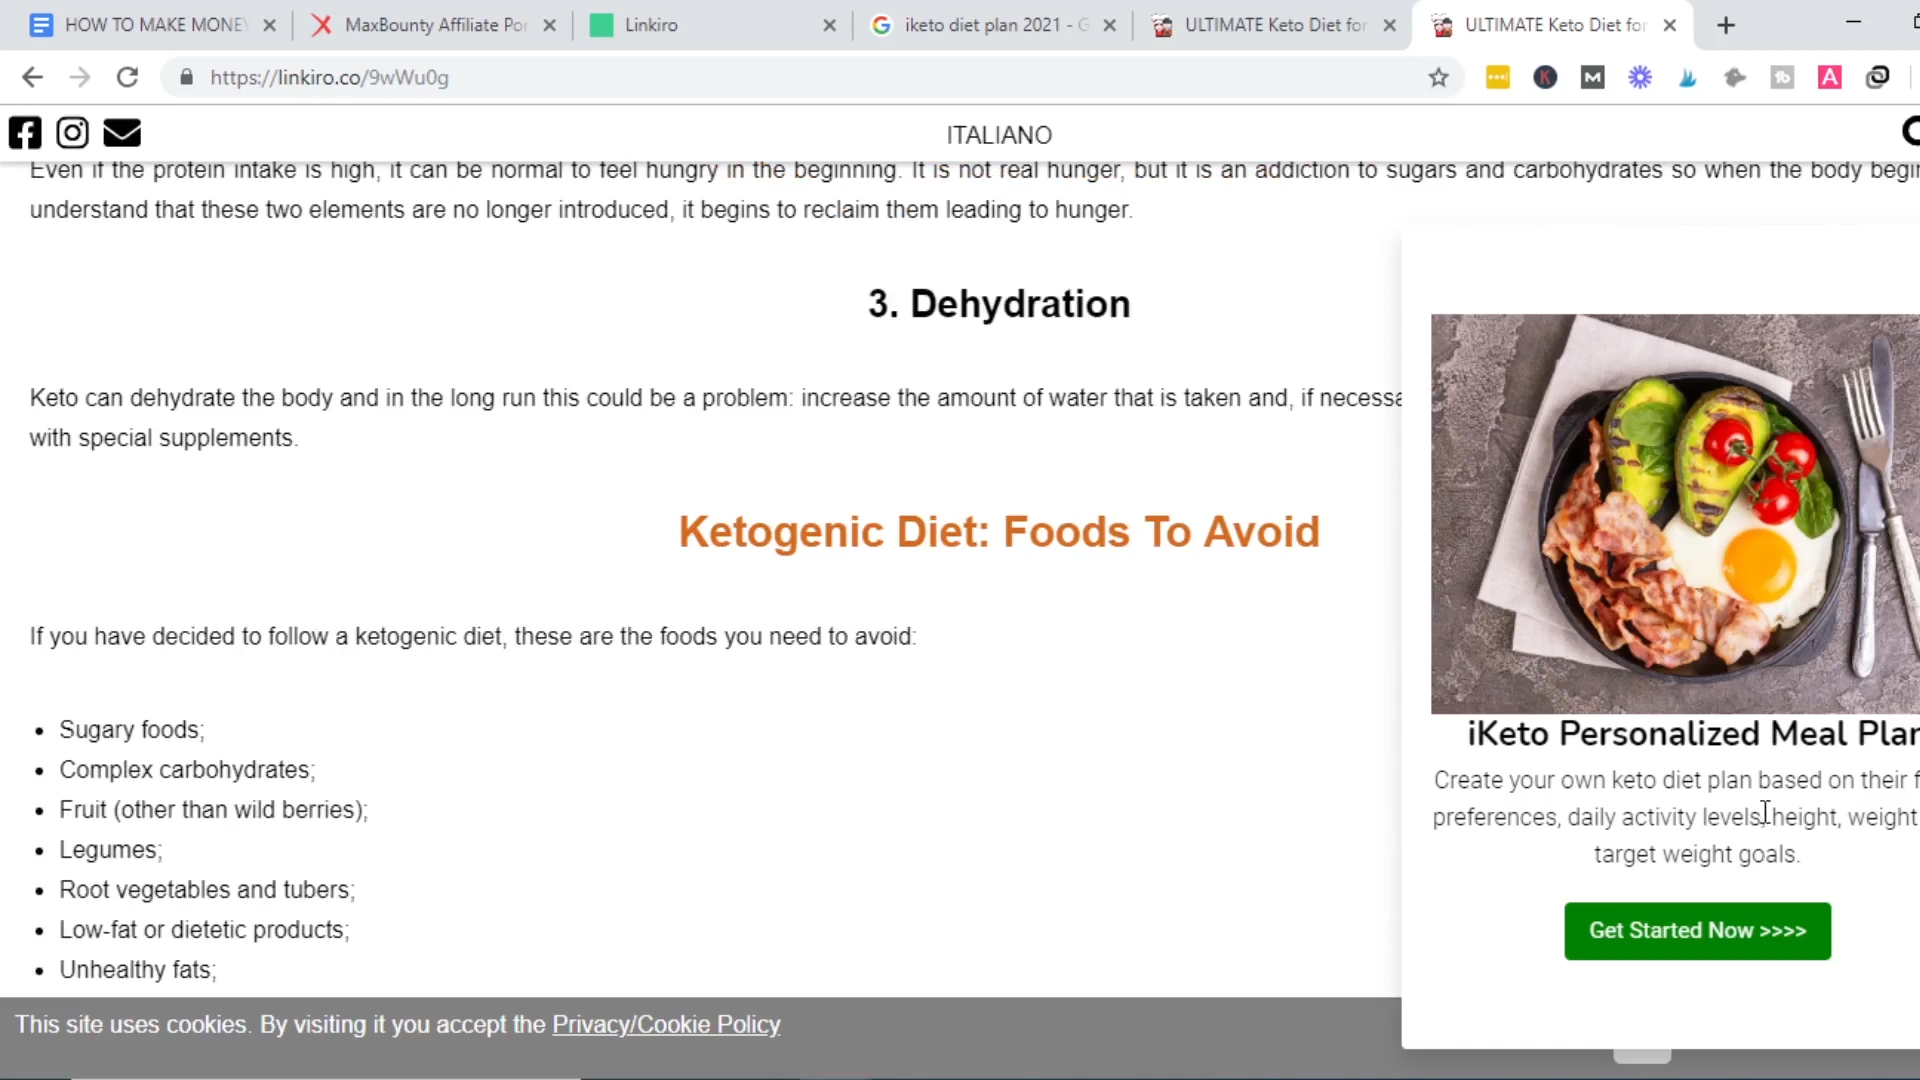 HOW TO MAKE MONEY
MaxBounty Affiliate Por
Linkiro
iketo diet plan 2021 - G
ULTIMATE Keto Diet for
ULTIMATE Keto Diet for
https://linkiro.co/9wWu0g
ITALIANO
Even if the protein intake is high, it can be normal to feel hungry in the beginning. It is not real hunger, but it is an addiction to sugars and carbohydrates so when the body begin
understand that these two elements are no longer introduced, it begins to reclaim them leading to hunger.
3. Dehydration
Keto can dehydrate the body and in the long run this could be a problem: increase the amount of water that is taken and, if necessa
with special supplements.
Ketogenic Diet: Foods To Avoid
If you have decided to follow a ketogenic diet, these are the foods you need to avoid:
• Sugary foods;
• Complex carbohydrates;
• Fruit (other than wild berries);
• Legumes;
• Root vegetables and tubers;
• Low-fat or dietetic products;
• Unhealthy fats;
iKeto Personalized Meal Plan
Create your own keto diet plan based on their f
preferences, daily activity levels, height, weight
target weight goals.
Get Started Now >>>>
This site uses cookies. By visiting it you accept the Privacy/Cookie Policy